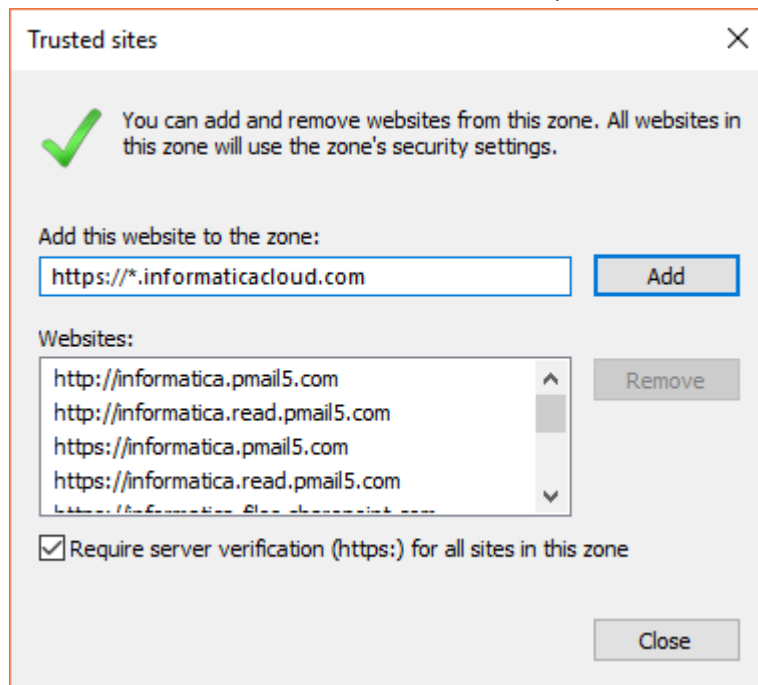 Trusted sites
You can add and remove websites from this zone. All websites in
this zone will use the zone's security settings.
Add this website to the zone:
https://*.informaticacloud.com
Add
Websites:
http://informatica.pmail5.com
Remove
http://informatica.read.pmail5.com
https://informatica.pmail5.com
https://informatica.read.pmail5.com
Require server verification (https:) for all sites in this zone
Close